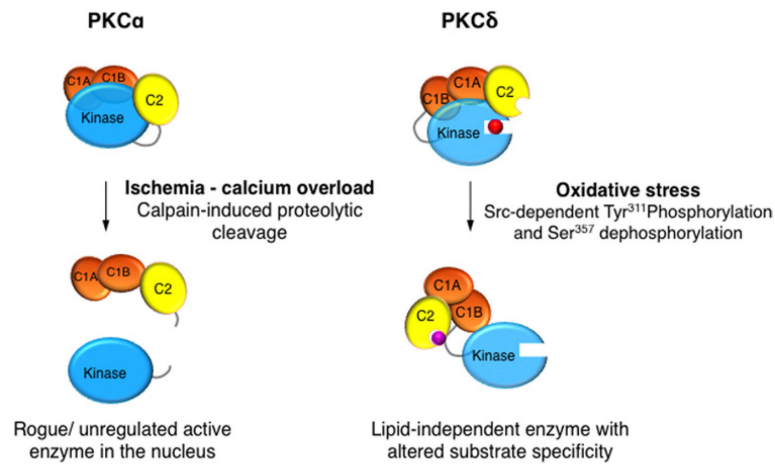 PKCα
PKCδ
C1A
C1B
C2
Kinase
C1B
C1A
C2
Kinase
Ischemia - calcium overload
Calpain-induced proteolytic
cleavage
Oxidative stress
Src-dependent Tyr³¹¹Phosphorylation
and Ser³⁵⁷ dephosphorylation
C1A
C1B
C2
Kinase
C1A
C2
C1B
Kinase
Rogue/ unregulated active
enzyme in the nucleus
Lipid-independent enzyme with
altered substrate specificity